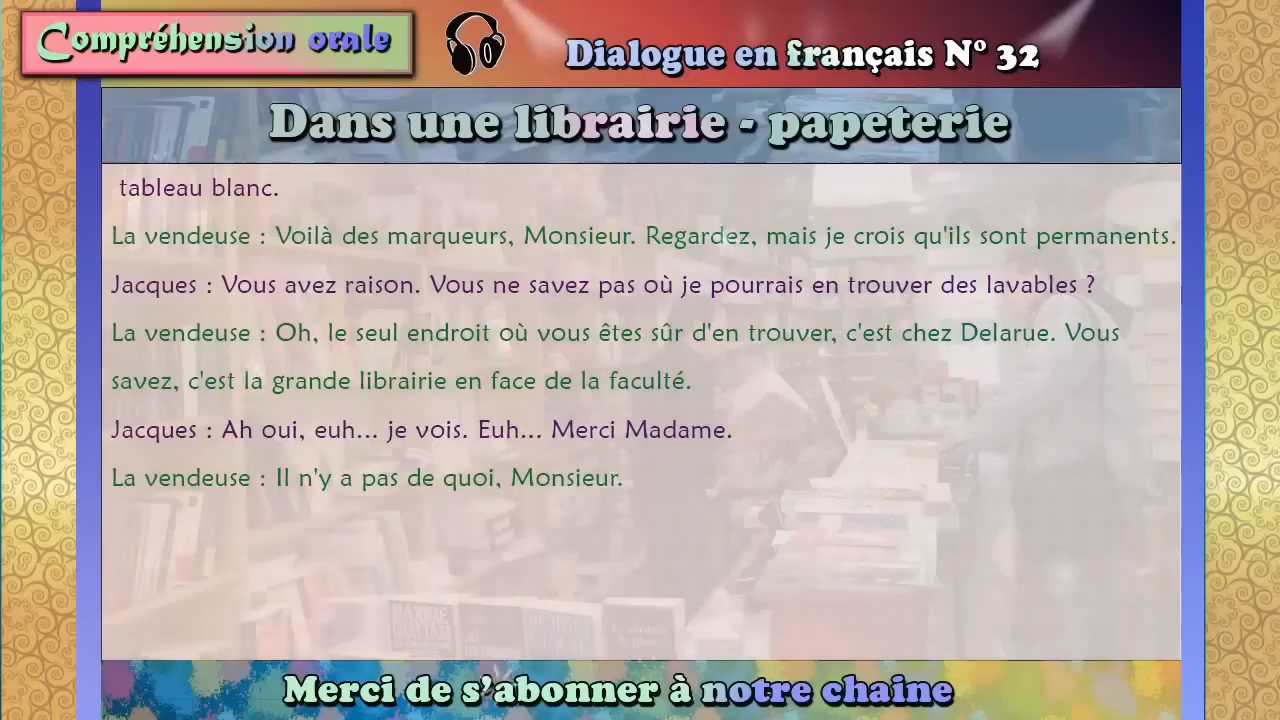 Compréhension orale
Dialogue en français N° 32
Dans une librairie - papeterie
tableau blanc.
La vendeuse : Voilà des marqueurs, Monsieur. Regardez, mais je crois qu'ils sont permanents.
Jacques : Vous avez raison. Vous ne savez pas où je pourrais en trouver des lavables ?
La vendeuse : Oh, le seul endroit où vous êtes sûr d'en trouver, c'est chez Delarue. Vous
savez, c'est la grande librairie en face de la faculté.
Jacques : Ah oui, euh... je vois. Euh... Merci Madame.
La vendeuse : Il n'y a pas de quoi, Monsieur.
Merci de s'abonner à notre chaine